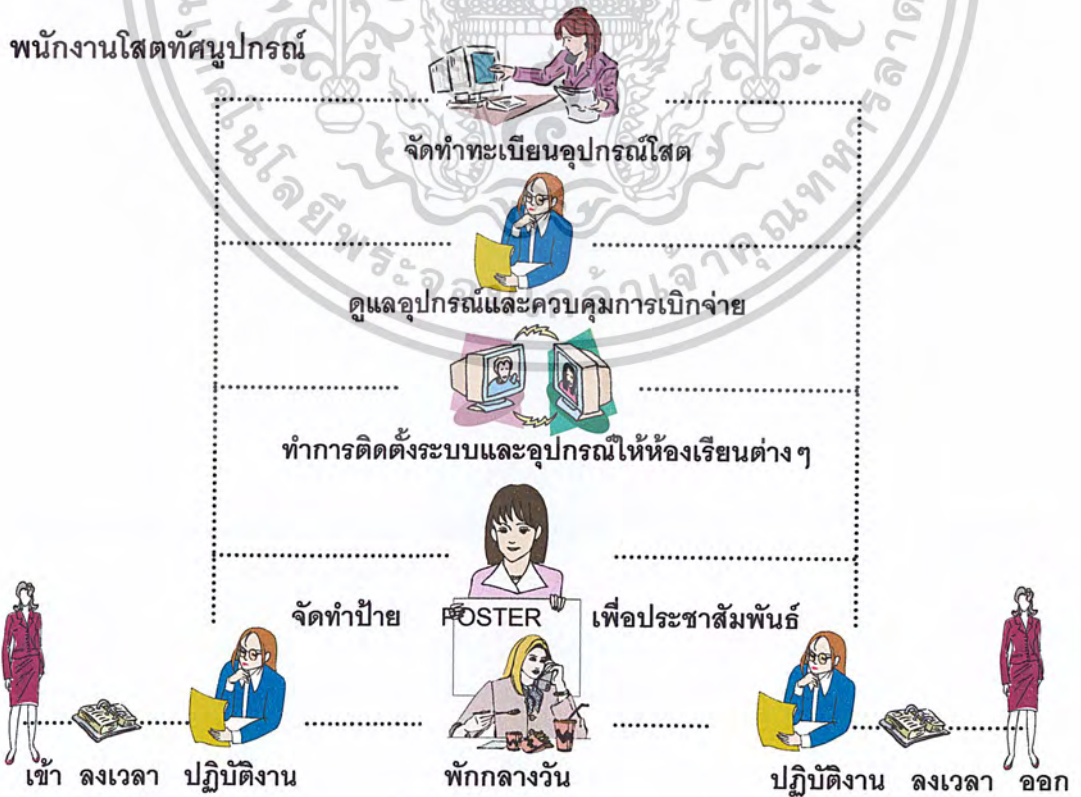 พนักงานโสตทัศนูปกรณ์
จัดทำทะเบียนอุปกรณ์โสต
ดูแลอุปกรณ์และควบคุมการเบิกจ่าย
ทำการติดตั้งระบบและอุปกรณ์ให้ห้องเรียนต่างๆ
จัดทำป้าย POSTER เพื่อประชาสัมพันธ์
เข้า ลงเวลา ปฏิบัติงาน พักกลางวัน ปฏิบัติงาน ลงเวลา ออก